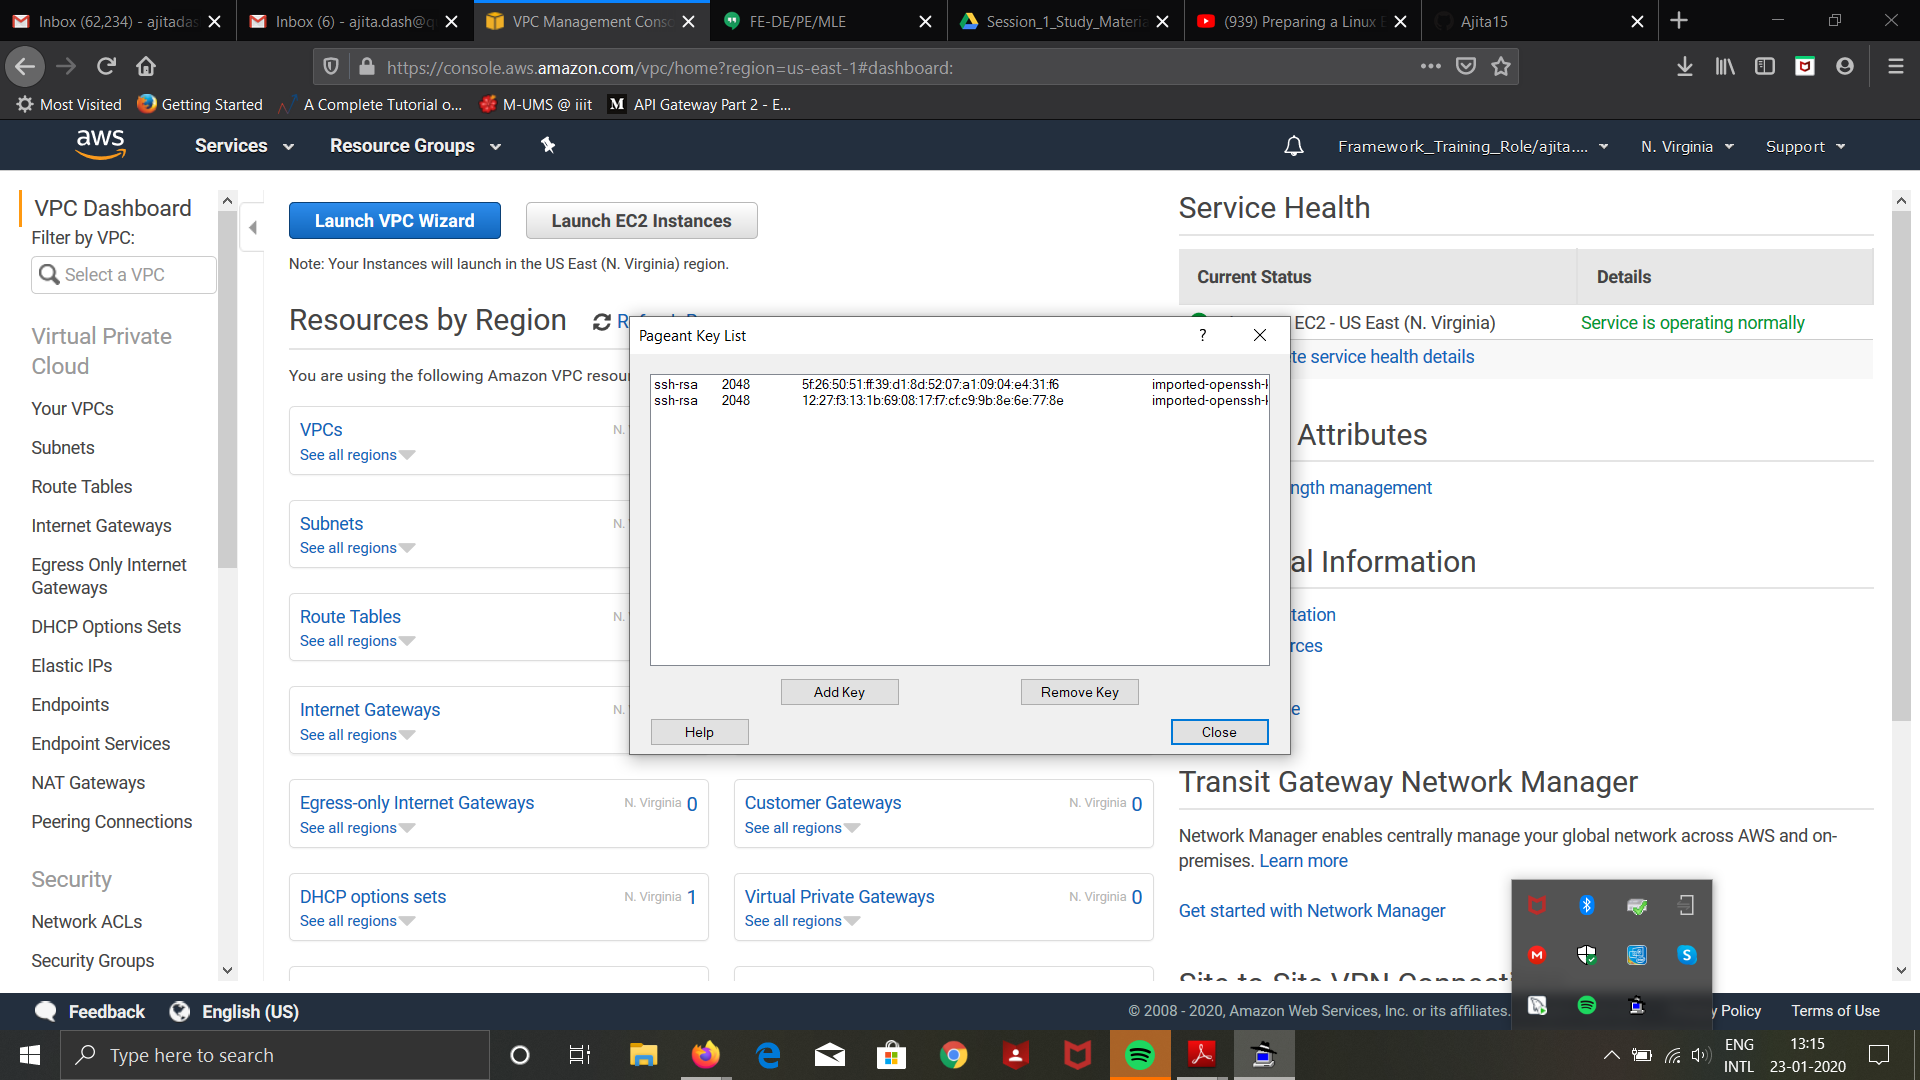 Inbox (62,234) - ajitadas
Inbox (6) - ajita.dash@q
VPC Management Conso
FE-DE/PE/MLE
Session_1_Study_Materia
(939) Preparing a Linux E
Ajita15
https://console.aws.amazon.com/vpc/home?region=us-east-1#dashboard:
Most Visited
Getting Started
A Complete Tutorial o...
M-UMS @ iiit
M
API Gateway Part 2 - E...
aws
Services
Resource Groups
Framework_Training_Role/ajita....
N. Virginia
Support
VPC Dashboard
Filter by VPC:
Select a VPC
Virtual Private
Cloud
Your VPCs
Subnets
Route Tables
Internet Gateways
Egress Only Internet
Gateways
DHCP Options Sets
Elastic IPs
Endpoints
Endpoint Services
NAT Gateways
Peering Connections
Security
Network ACLs
Security Groups
Launch VPC Wizard
Launch EC2 Instances
Note: Your Instances will launch in the US East (N. Virginia) region.
Resources by Region
You are using the following Amazon VPC resou
VPCs
N.
See all regions
Subnets
N.
See all regions
Route Tables
N.
See all regions
Internet Gateways
N.
See all regions
Egress-only Internet Gateways
N. Virginia 0
See all regions
Customer Gateways
N. Virginia 0
See all regions
DHCP options sets
N. Virginia 1
See all regions
Virtual Private Gateways
N. Virginia 0
See all regions
Pageant Key List
?
ssh-rsa 2048 5f:26:50:51:ff:39:d1:8d:52:07:a1:09:04:e4:31:f6 imported-openssh-k
ssh-rsa 2048 12:27:f3:13:1b:69:08:17:f7:cf:c9:9b:8e:6e:77:8e imported-openssh-k
Add Key
Remove Key
Help
Close
Service Health
Current Status
Details
EC2 - US East (N. Virginia)
Service is operating normally
te service health details
Attributes
ngth management
al Information
tation
rces
e
Transit Gateway Network Manager
Network Manager enables centrally manage your global network across AWS and on-
premises. Learn more
Get started with Network Manager
Site-to-Site VPN Connecti
Feedback
English (US)
© 2008 - 2020, Amazon Web Services, Inc. or its affiliates.
y Policy
Terms of Use
Type here to search
ENG
INTL
13:15
23-01-2020